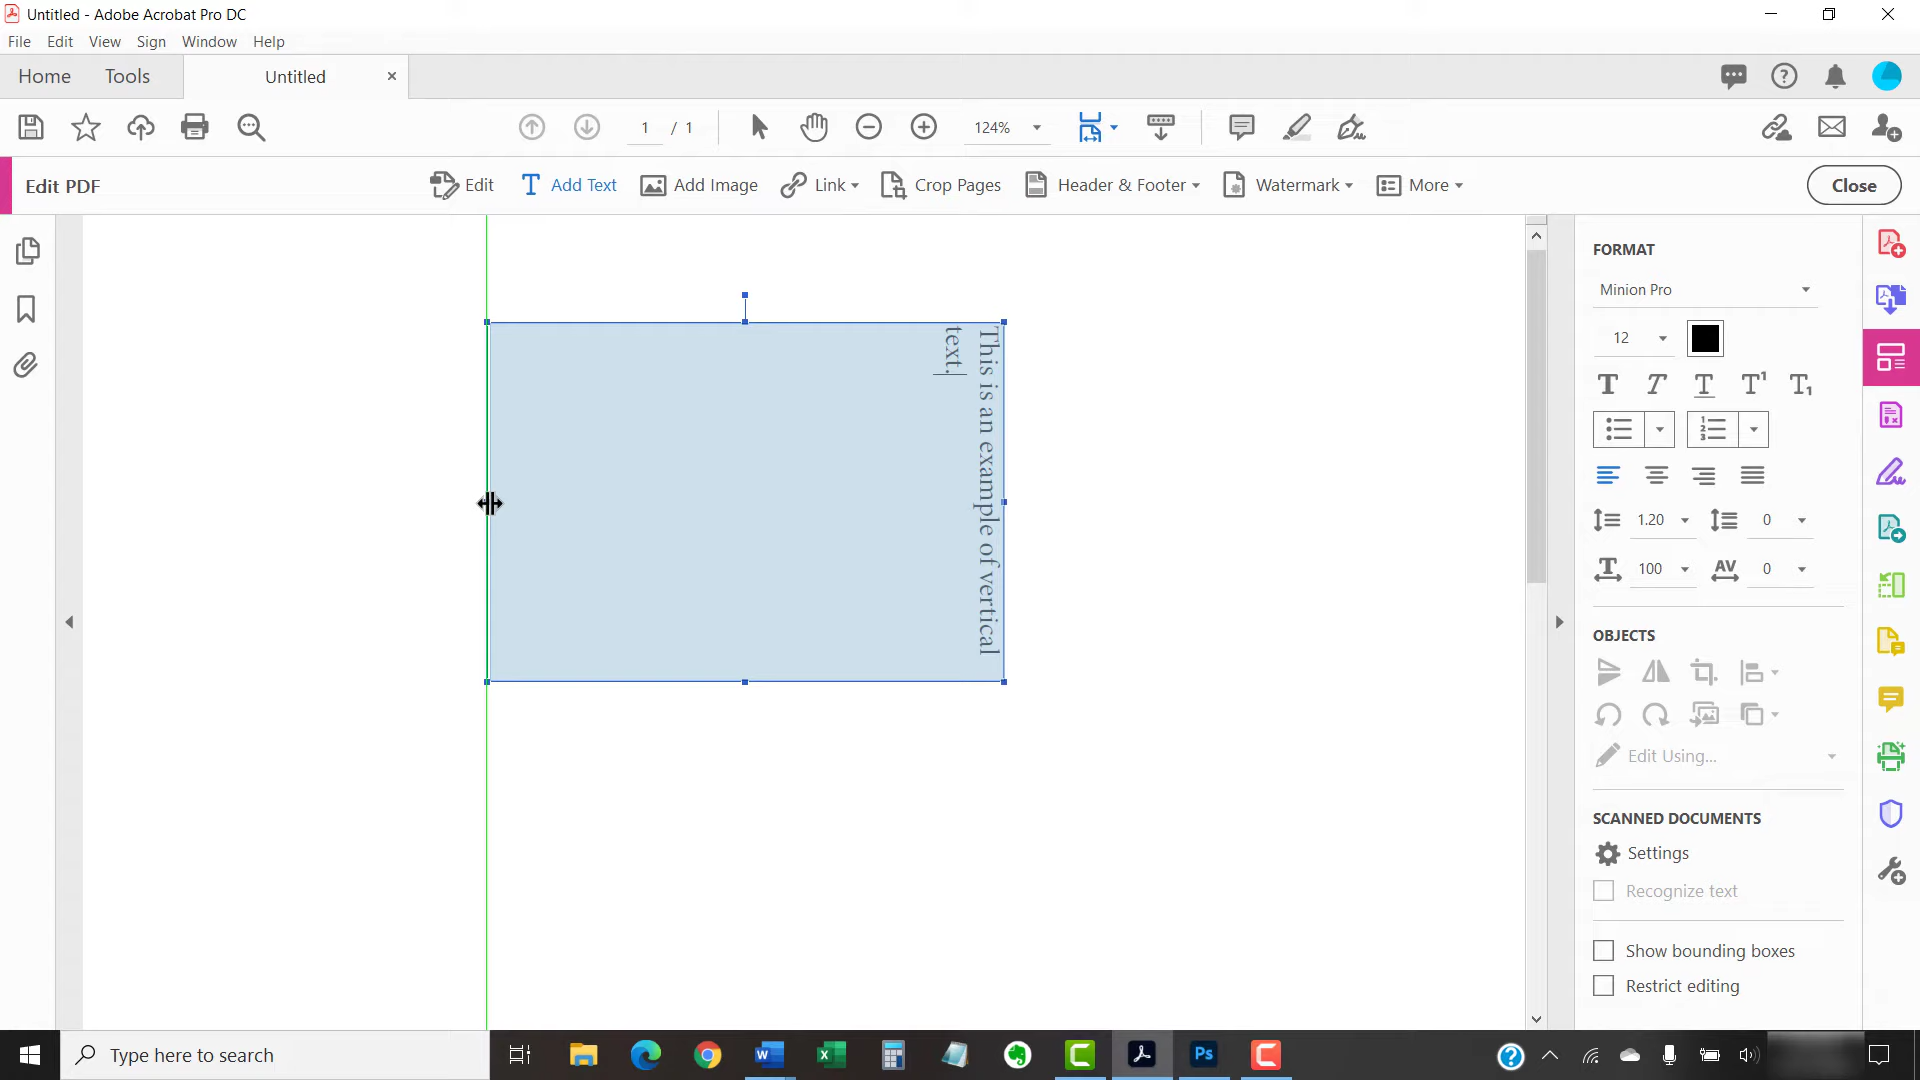 Untitled - Adobe Acrobat Pro DC
File Edit View Sign Window Help
Home Tools Untitled
1 / 1 124%
Edit PDF Edit Add Text Add Image Link Crop Pages Header & Footer Watermark More Close
This is an example of vertical
text.
FORMAT
Minion Pro
12
1.20 0
100 0
OBJECTS
Edit Using...
SCANNED DOCUMENTS
Settings
Recognize text
Show bounding boxes
Restrict editing
Type here to search